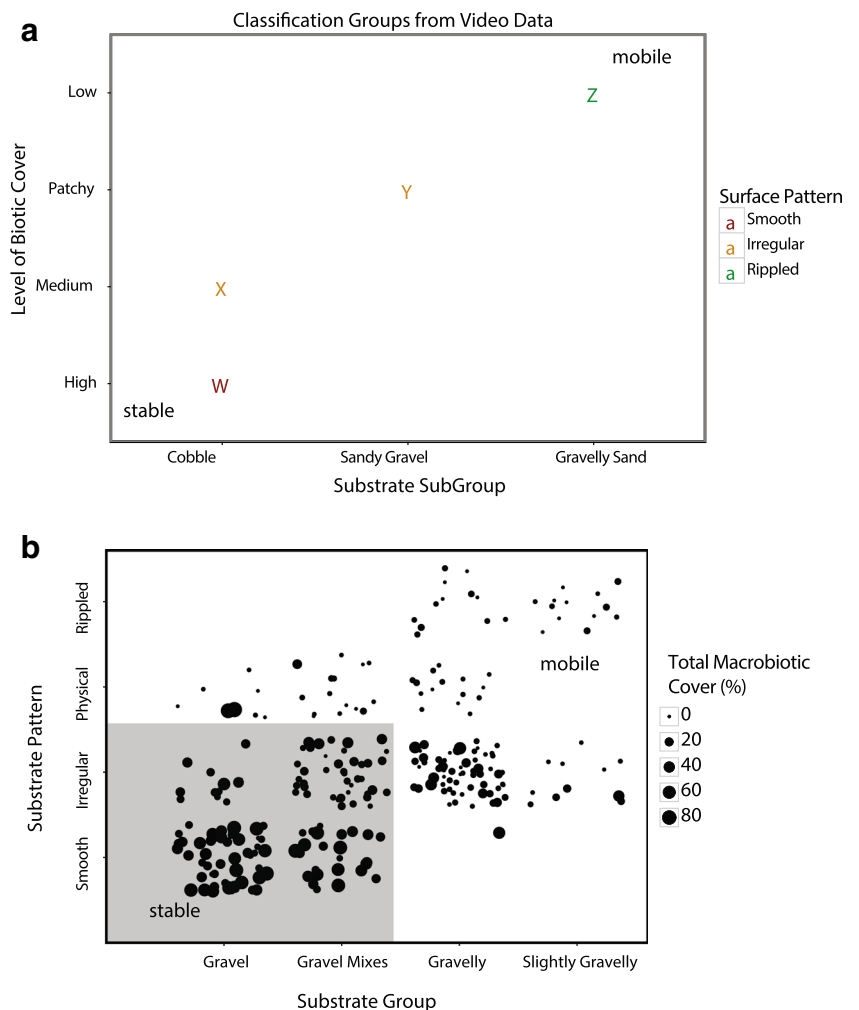 a
Classification Groups from Video Data
mobile
Low
Z
Patchy
Y
Medium
X
High
W
stable
Level of Biotic Cover
Cobble
Sandy Gravel
Gravelly Sand
Substrate SubGroup
Surface Pattern
a Smooth
a Irregular
a Rippled
b
Rippled
Physical
Irregular
Smooth
Substrate Pattern
mobile
stable
Gravel
Gravel Mixes
Gravelly
Slightly Gravelly
Substrate Group
Total Macrobiotic
Cover (%)
0
20
40
60
80